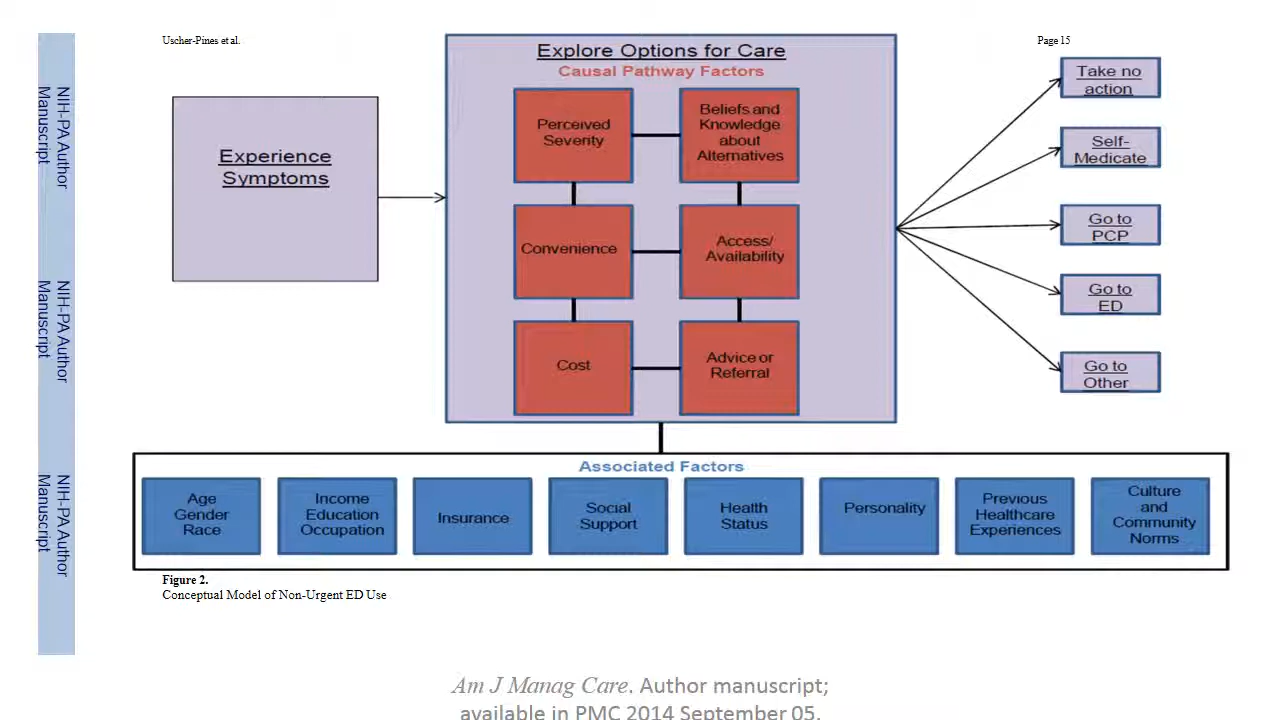 Uscher-Pines et al.
Page 15
NIH-PA Author
Manuscript
NIH-PA Author
Manuscript
NIH-PA Author
Manuscript
Experience
Symptoms
Explore Options for Care
Causal Pathway Factors
Perceived
Severity
Beliefs and
Knowledge
about
Alternatives
Convenience
Access/
Availability
Cost
Advice or
Referral
Take no
action
Self-
Medicate
Go to
PCP
Go to
ED
Go to
Other
Associated Factors
Age
Gender
Race
Income
Education
Occupation
Insurance
Social
Support
Health
Status
Personality
Previous
Healthcare
Experiences
Culture
and
Community
Norms
Figure 2.
Conceptual Model of Non-Urgent ED Use
Am J Manag Care. Author manuscript;
available in PMC 2014 September 05.